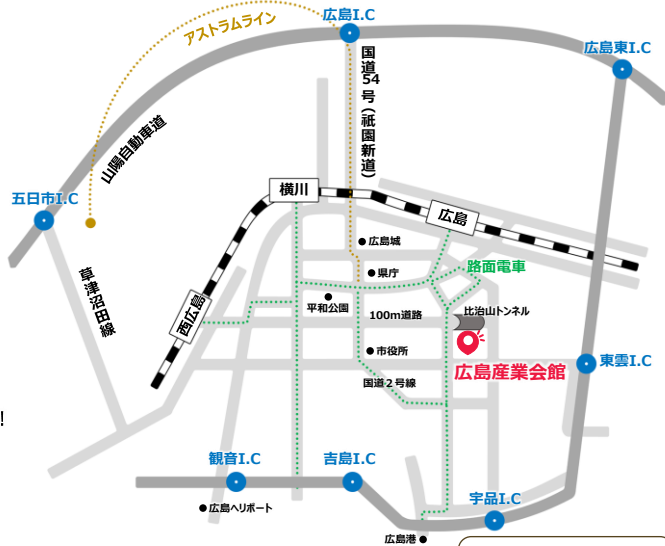 アストラムライン
広島I.C
広島東I.C
国道54号(祇園新道)
山陽自動車道
五日市I.C
横川
広島
広島城
県庁
路面電車
草津沼田線
西広島
平和公園
100m道路
比治山トンネル
市役所
広島産業会館
東雲I.C
国道2号線
!
観音I.C
吉島I.C
宇品I.C
広島ヘリポート
広島港